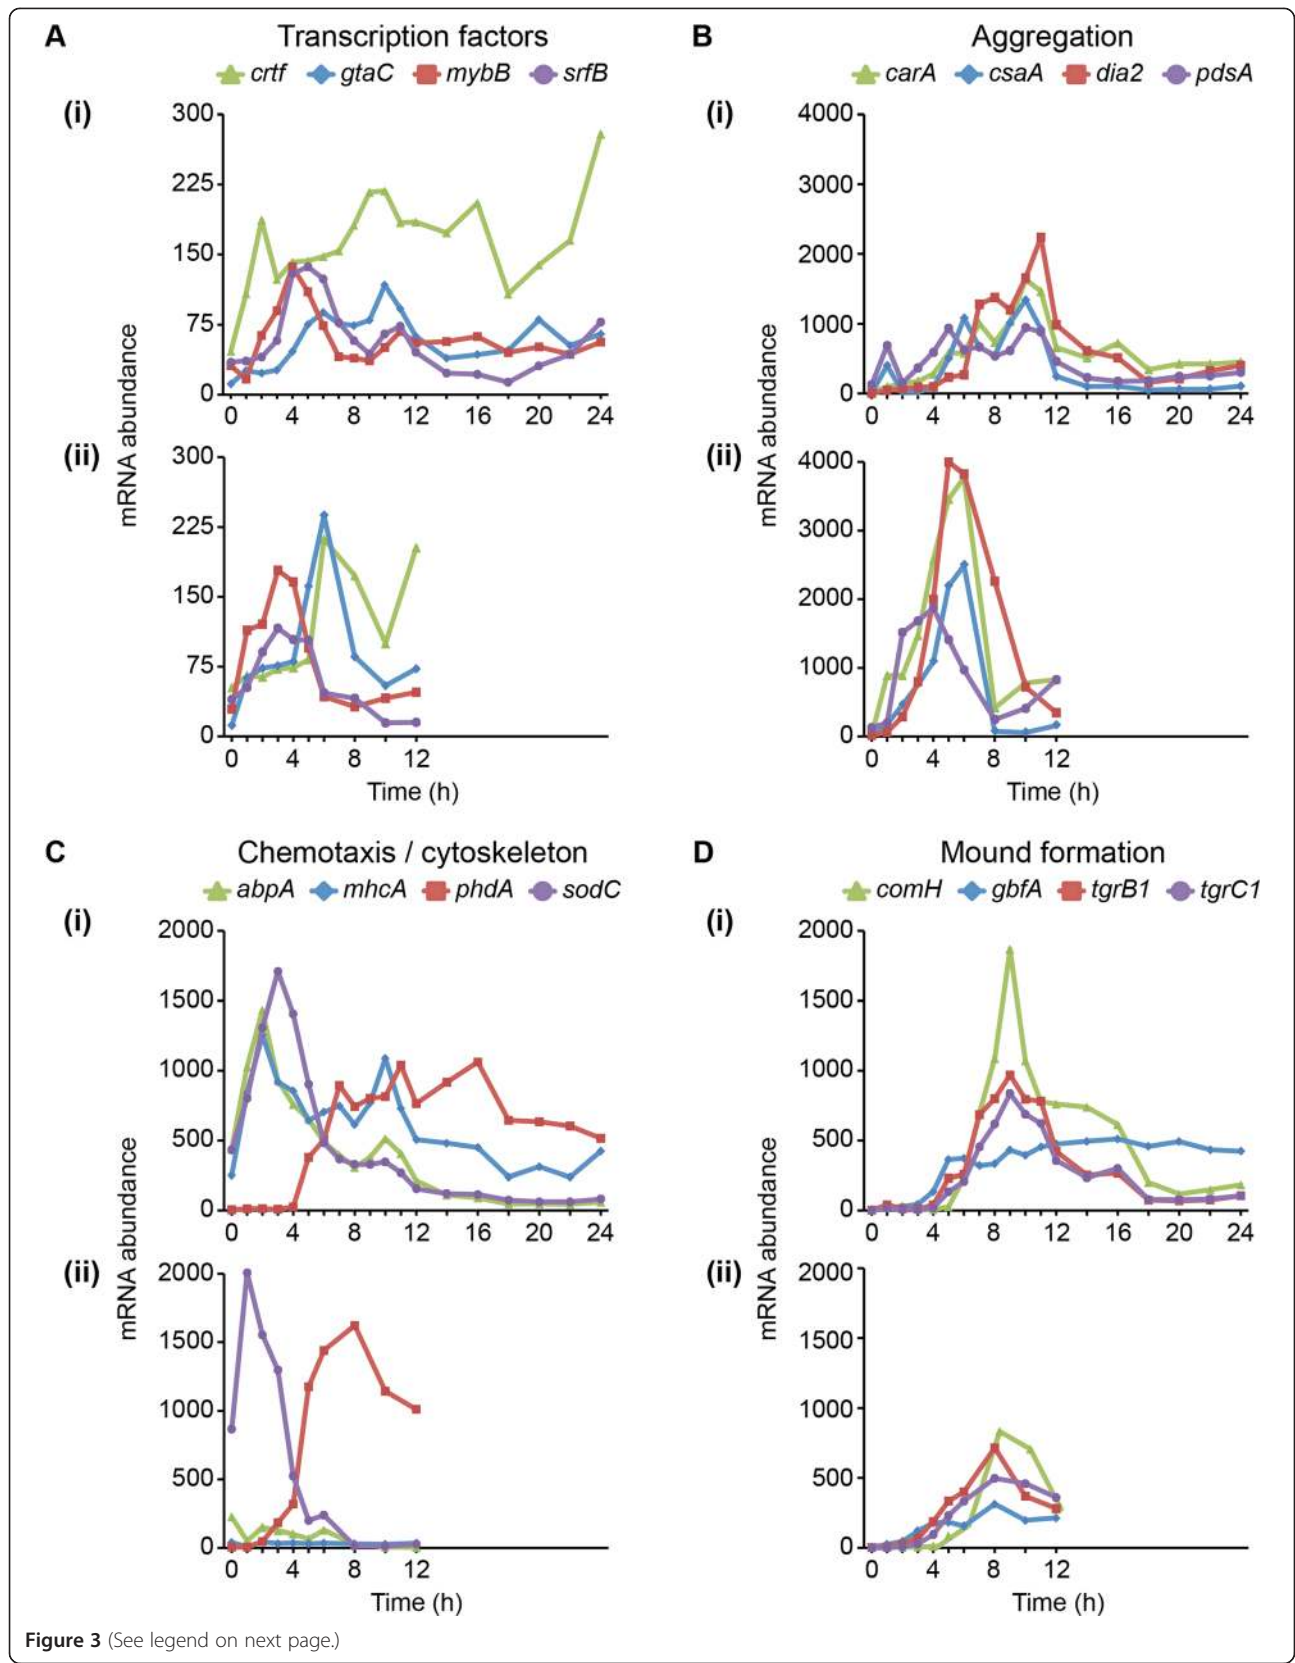 A Transcription factors
crtf gtaC mybB srfB
(i)
300
225
150
75
0
0 4 8 12 16 20 24
mRNA abundance
(ii)
300
225
150
75
0
0 4 8 12
Time (h)
B Aggregation
carA csaA dia2 pdsA
(i)
4000
3000
2000
1000
0
0 4 8 12 16 20 24
mRNA abundance
(ii)
4000
3000
2000
1000
0
0 4 8 12
Time (h)
C Chemotaxis / cytoskeleton
abpA mhcA phdA sodC
(i)
2000
1500
1000
500
0
0 4 8 12 16 20 24
mRNA abundance
(ii)
2000
1500
1000
500
0
0 4 8 12
Time (h)
D Mound formation
comH gbfA tgrB1 tgrC1
(i)
2000
1500
1000
500
0
0 4 8 12 16 20 24
mRNA abundance
(ii)
2000
1500
1000
500
0
0 4 8 12
Time (h)
Figure 3 (See legend on next page.)